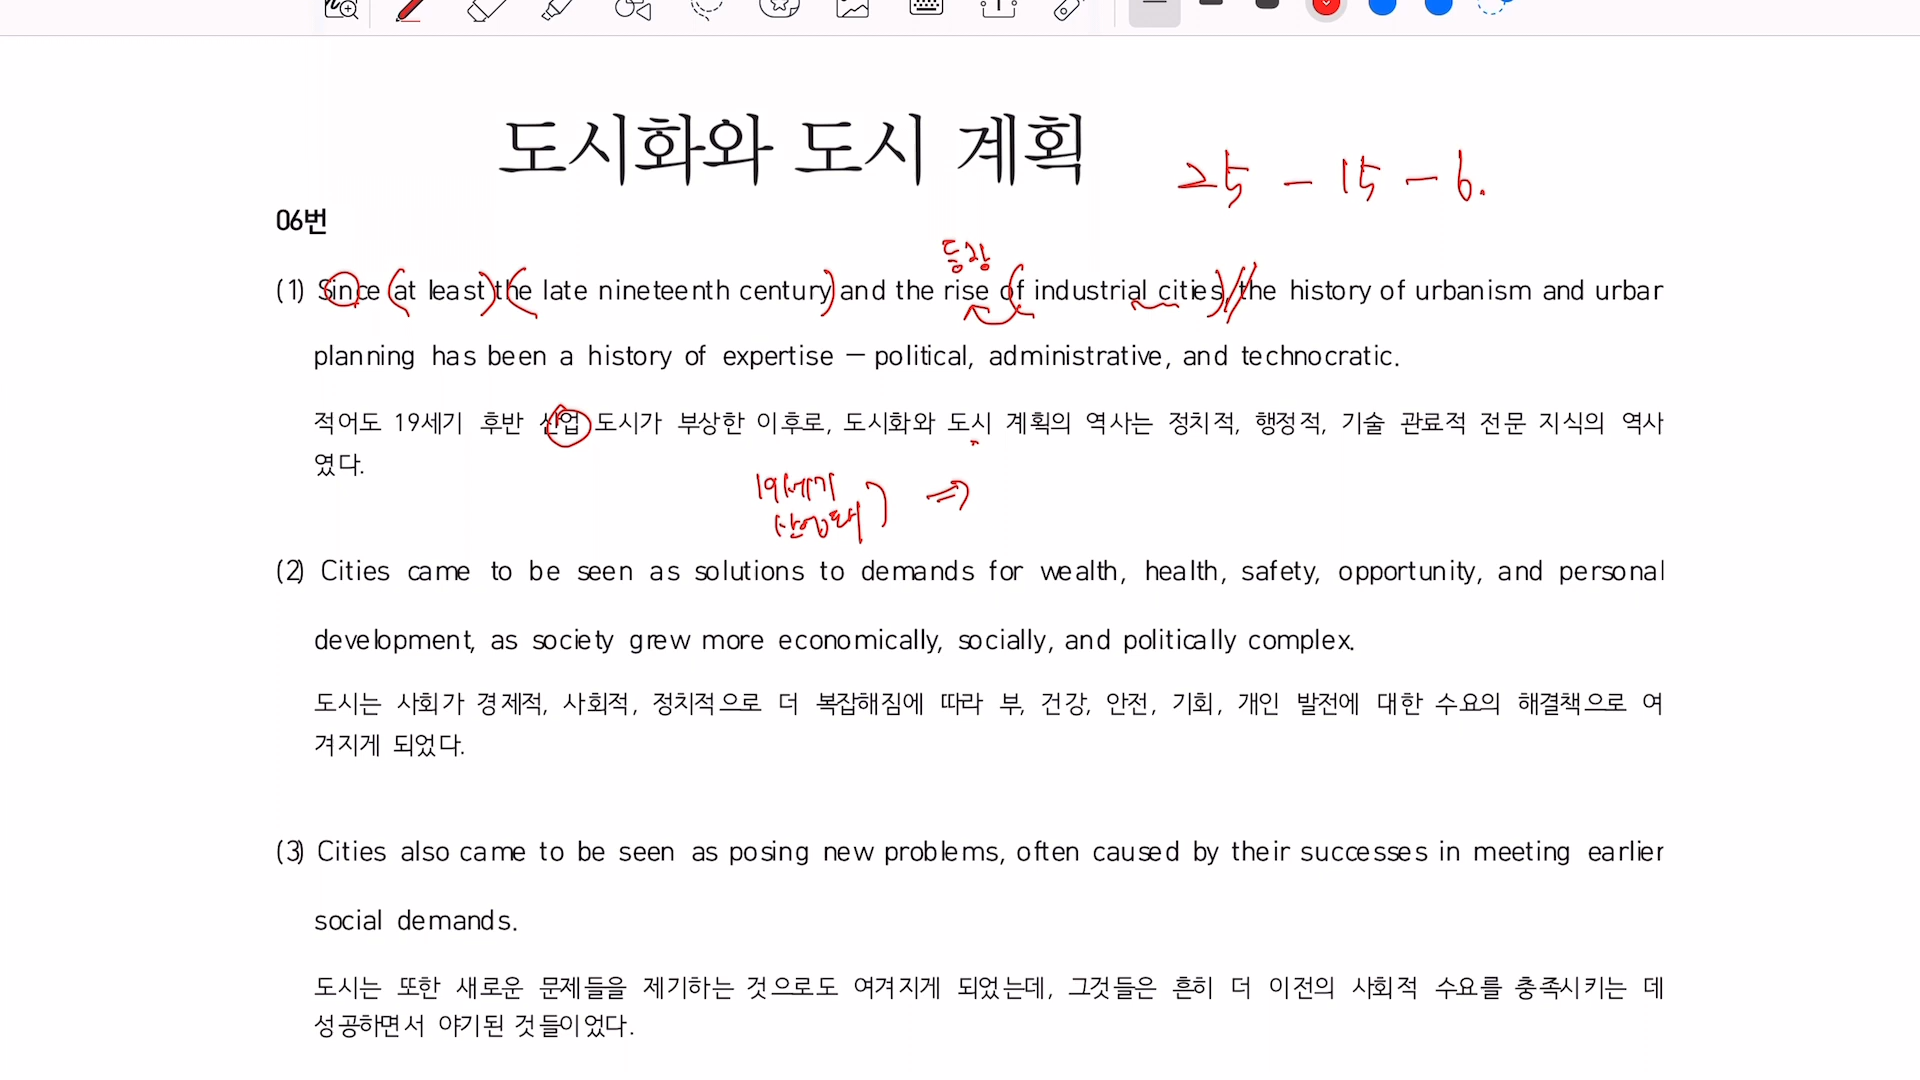 도시화와 도시 계획
25 - 15 - 6.
06번
등장
(1) Since at least the late nineteenth century and the rise of industrial cities, the history of urbanism and urban
planning has been a history of expertise — political, administrative, and technocratic.
적어도 19세기 후반 산업 도시가 부상한 이후로, 도시화와 도시 계획의 역사는 정치적, 행정적, 기술 관료적 전문 지식의 역사
였다.
19세기
산업도시
(2) Cities came to be seen as solutions to demands for wealth, health, safety, opportunity, and personal
development, as society grew more economically, socially, and politically complex.
도시는 사회가 경제적, 사회적, 정치적으로 더 복잡해짐에 따라 부, 건강, 안전, 기회, 개인 발전에 대한 수요의 해결책으로 여
겨지게 되었다.
(3) Cities also came to be seen as posing new problems, often caused by their successes in meeting earlier
social demands.
도시는 또한 새로운 문제들을 제기하는 것으로도 여겨지게 되었는데, 그것들은 흔히 더 이전의 사회적 수요를 충족시키는 데
성공하면서 야기된 것들이었다.